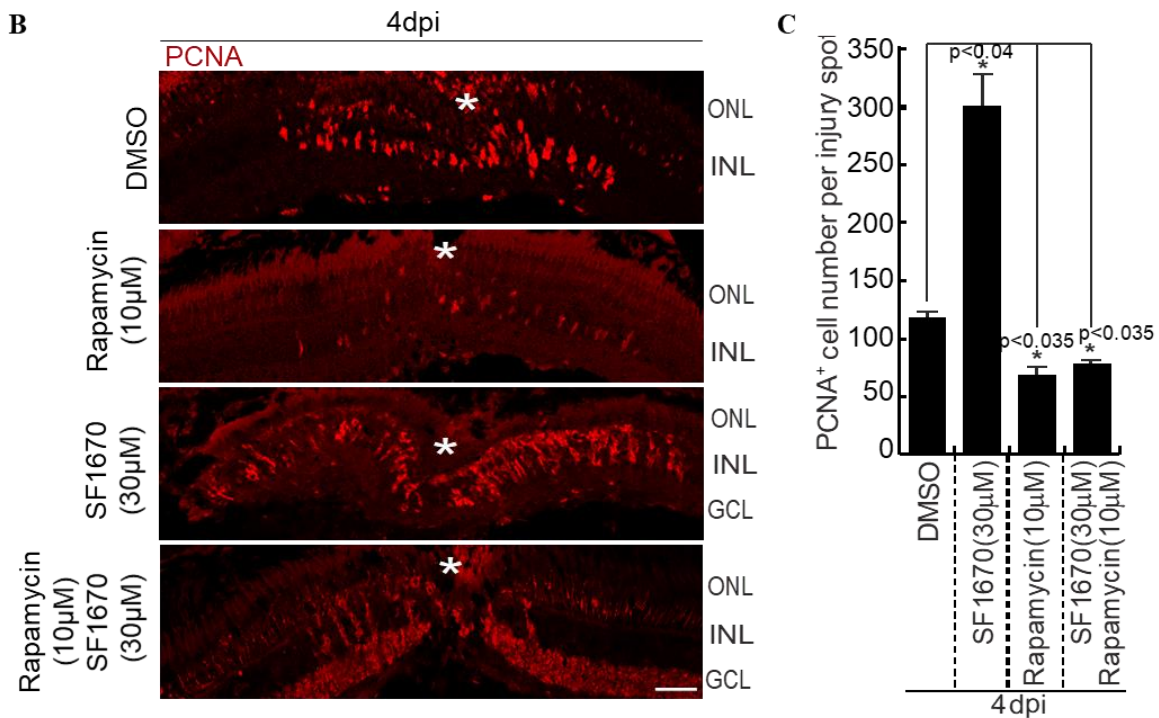 B
4dpi
PCNA
*
DMSO
ONL
INL
*
Rapamycin
(10µM)
ONL
INL
*
SF1670
(30µM)
ONL
INL
GCL
*
Rapamycin
(10µM)
SF1670
(30µM)
ONL
INL
GCL
C
PCNA⁺ cell number per injury spot
350
300
250
200
150
100
50
0
p<0.04
*
p<0.035
*
p<0.035
*
DMSO
SF1670(30µM)
Rapamycin(10µM)
SF1670(30µM)
Rapamycin(10µM)
4dpi